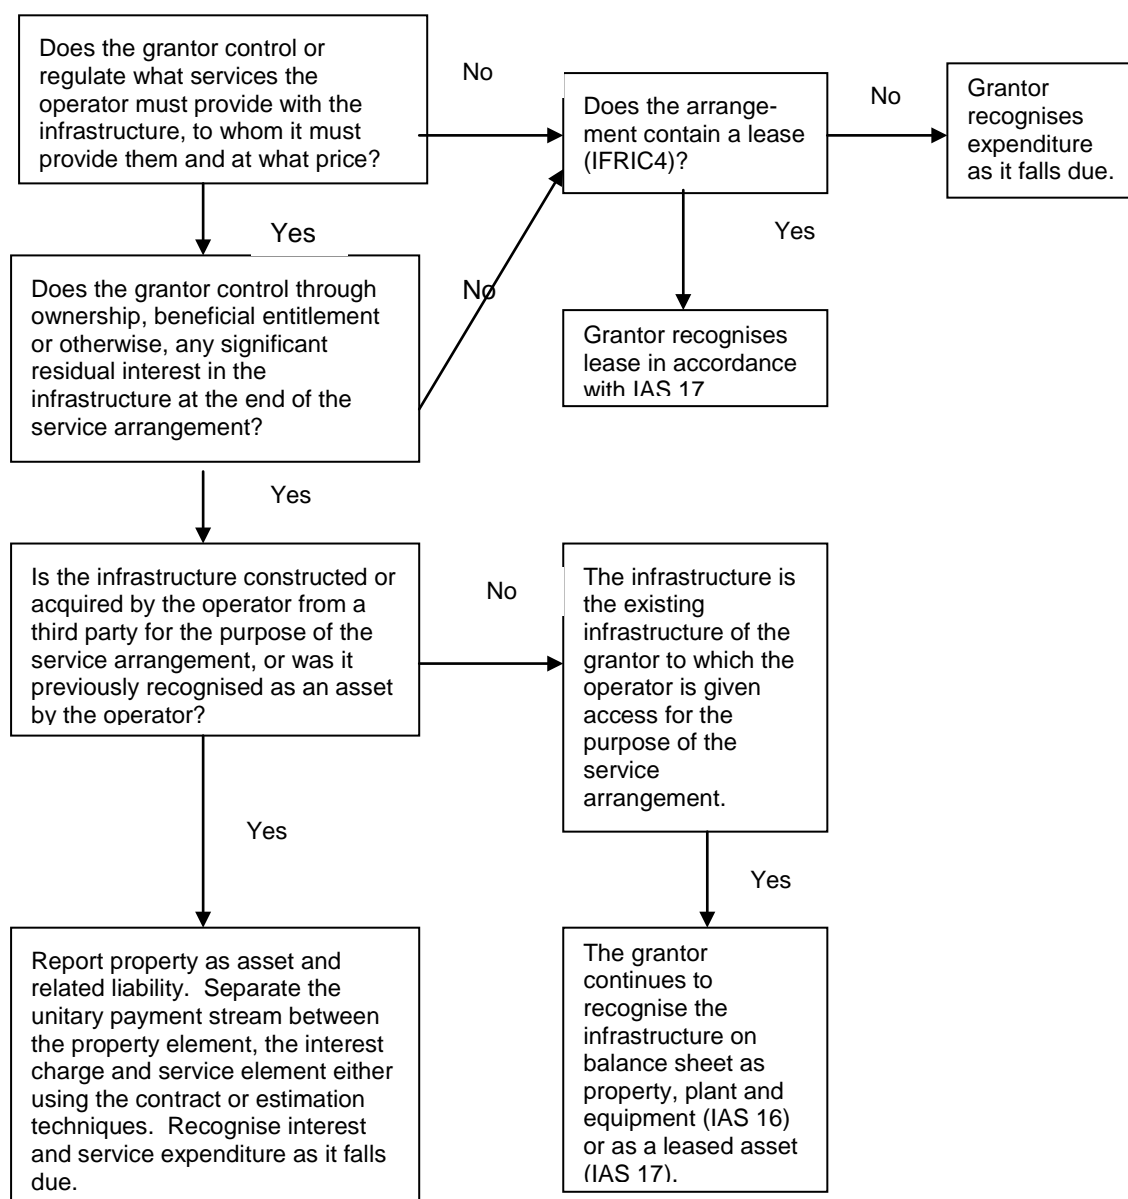 Does the grantor control or
regulate what services the
operator must provide with the
infrastructure, to whom it must
provide them and at what price?
No
Does the arrange-
ment contain a lease
(IFRIC4)?
No
Grantor
recognises
expenditure
as it falls due.
Yes
Yes
Does the grantor control through
ownership, beneficial entitlement
or otherwise, any significant
residual interest in the
infrastructure at the end of the
service arrangement?
No
Grantor recognises
lease in accordance
with IAS 17
Yes
Is the infrastructure constructed or
acquired by the operator from a
third party for the purpose of the
service arrangement, or was it
previously recognised as an asset
by the operator?
No
The infrastructure is
the existing
infrastructure of the
grantor to which the
operator is given
access for the
purpose of the
service
arrangement.
Yes
Yes
Report property as asset and
related liability.  Separate the
unitary payment stream between
the property element, the interest
charge and service element either
using the contract or estimation
techniques.  Recognise interest
and service expenditure as it falls
due.
The grantor
continues to
recognise the
infrastructure on
balance sheet as
property, plant and
equipment (IAS 16)
or as a leased asset
(IAS 17).